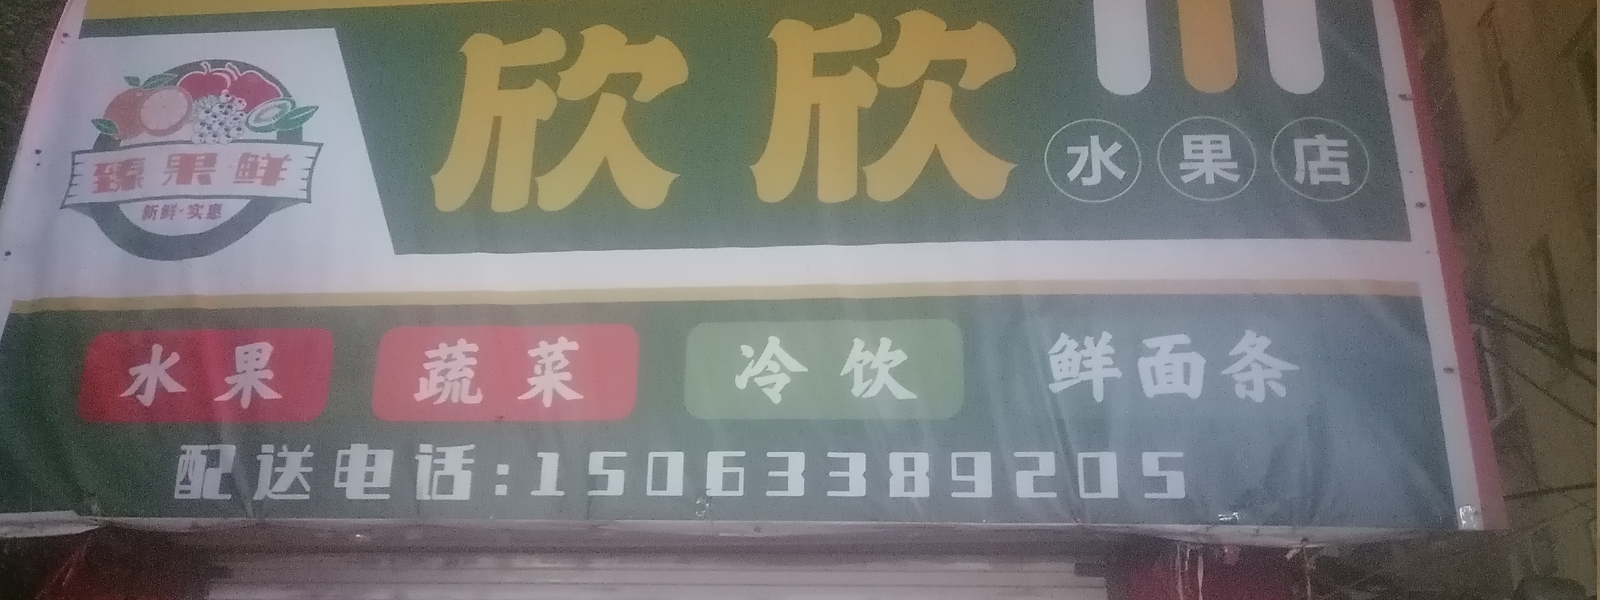 欣欣
水果店
臻果鲜
新鲜·实惠
水果 蔬菜 冷饮 鲜面条
配送电话:15063389205